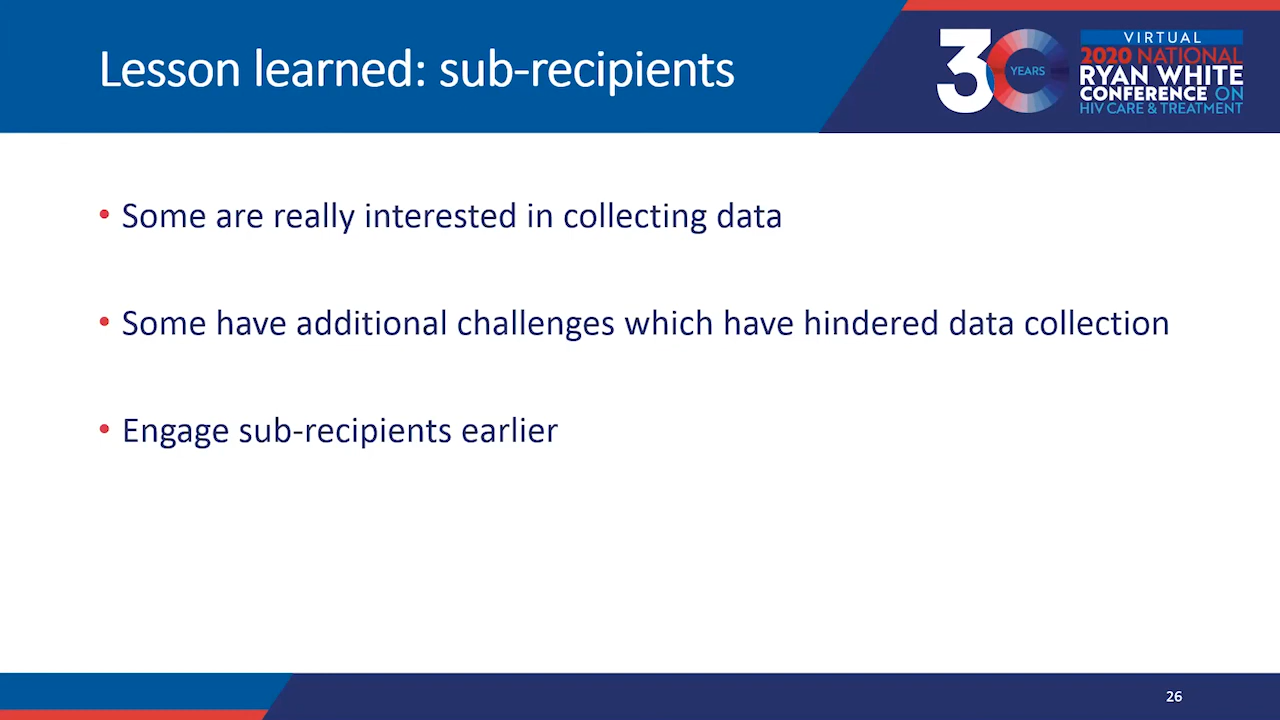 Lesson learned: sub-recipients
30 YEARS
VIRTUAL
2020 NATIONAL
RYAN WHITE
CONFERENCE ON
HIV CARE & TREATMENT
• Some are really interested in collecting data
• Some have additional challenges which have hindered data collection
• Engage sub-recipients earlier
26